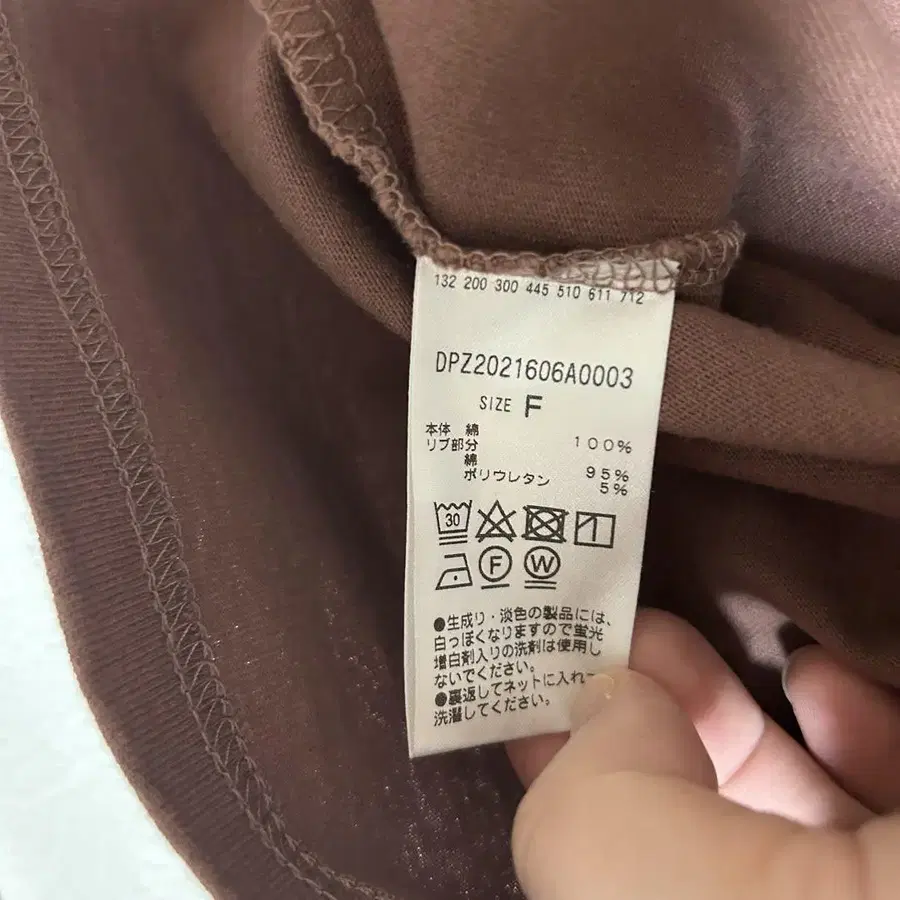 132 200 300 445 510 611 712
DPZ2021606A0003
SIZE F
本体 綿 100%
リブ部分
綿 95%
ポリウレタン 5%
30
F W
●生成り・淡色の製品には、
白っぽくなりますので蛍光
増白剤入りの洗剤は使用し
ないでください。
●裏返してネットに入れて
洗濯してください。